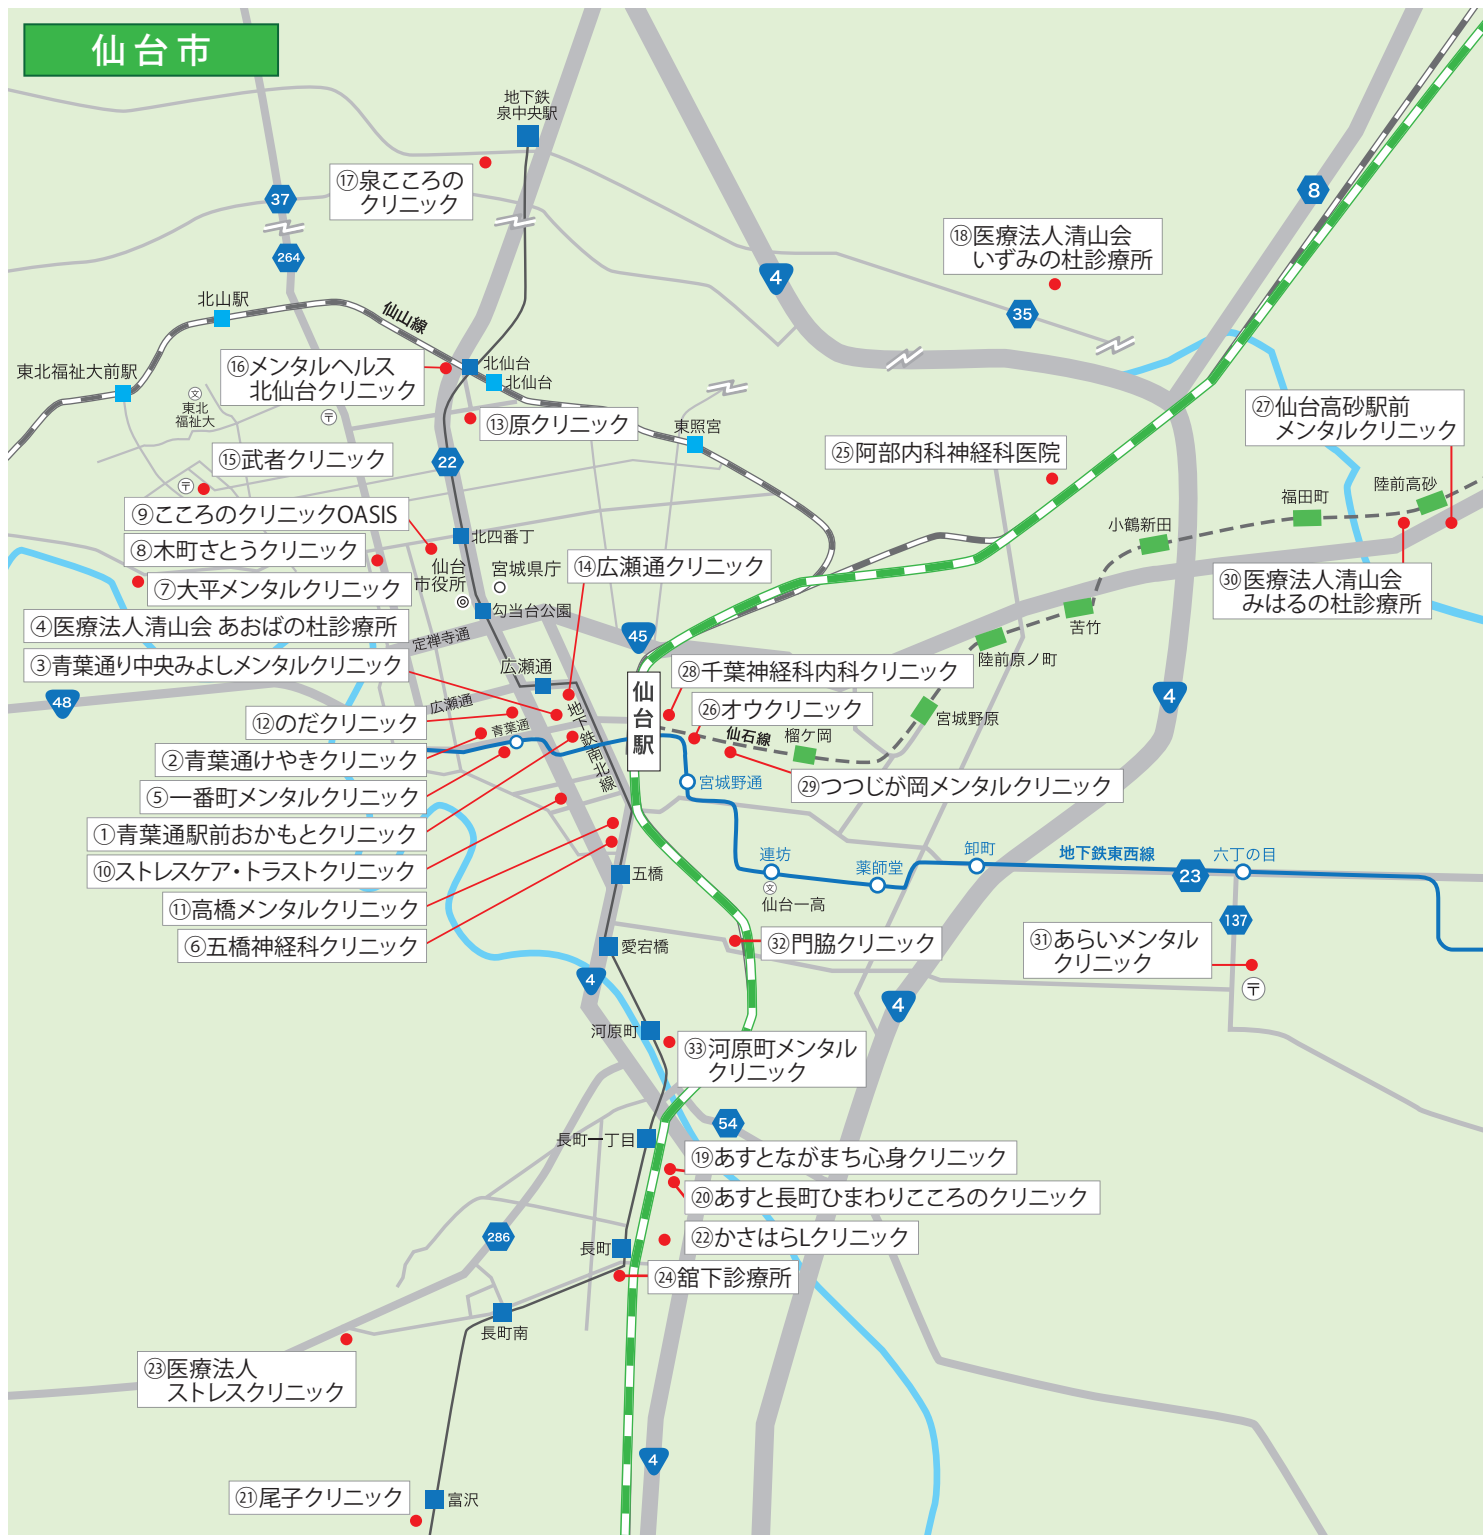 仙台市
地下鉄
泉中央駅
⑰泉こころの
クリニック
37
264
4
8
⑱医療法人清山会
いずみの杜診療所
35
北山駅
仙山線
東北福祉大前駅
⑯メンタルヘルス
北仙台クリニック
北仙台
北仙台
文
東北
福祉大
〒
⑬原クリニック
東照宮
㉗仙台高砂駅前
メンタルクリニック
⑮武者クリニック
22
㉕阿部内科神経科医院
〒
陸前高砂
福田町
小鶴新田
⑨こころのクリニックOASIS
北四番丁
⑧木町さとうクリニック
仙台
市役所
宮城県庁
⑭広瀬通クリニック
⑦大平メンタルクリニック
㉚医療法人清山会
みはるの杜診療所
勾当台公園
苦竹
④医療法人清山会 あおばの杜診療所
定禅寺通
45
陸前原ノ町
③青葉通り中央みよしメンタルクリニック
広瀬通
㉘千葉神経科内科クリニック
仙台駅
48
広瀬通
4
㉖オウクリニック
宮城野原
⑫のだクリニック
青葉通
地下鉄南北線
仙石線
榴ケ岡
②青葉通けやきクリニック
㉙つつじが岡メンタルクリニック
宮城野通
⑤一番町メンタルクリニック
①青葉通駅前おかもとクリニック
⑩ストレスケア・トラストクリニック
五橋
連坊
薬師堂
卸町
地下鉄東西線
23
六丁の目
文
仙台一高
⑪高橋メンタルクリニック
137
⑥五橋神経科クリニック
愛宕橋
㉜門脇クリニック
㉛あらいメンタル
クリニック
〒
4
4
河原町
㉝河原町メンタル
クリニック
54
長町一丁目
⑲あすとながまち心身クリニック
⑳あすと長町ひまわりこころのクリニック
286
長町
㉒かさはらLクリニック
㉔舘下診療所
長町南
㉓医療法人
ストレスクリニック
4
㉑尾子クリニック
富沢